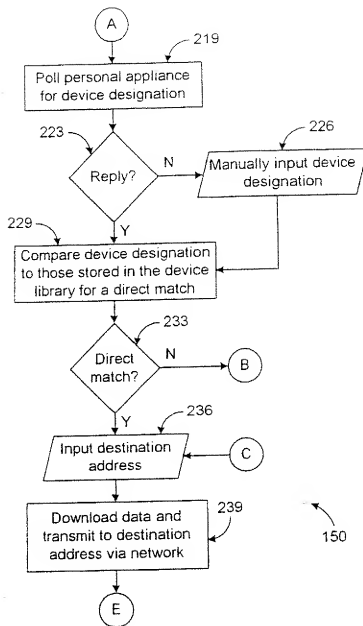 A
219
Poll personal appliance
for device designation
223
226
Reply?
N
Manually input device
designation
Y
229
Compare device designation
to those stored in the device
library for a direct match
233
Direct
match?
N
B
Y
236
Input destination
address
C
Download data and
transmit to destination
address via network
239
150
E